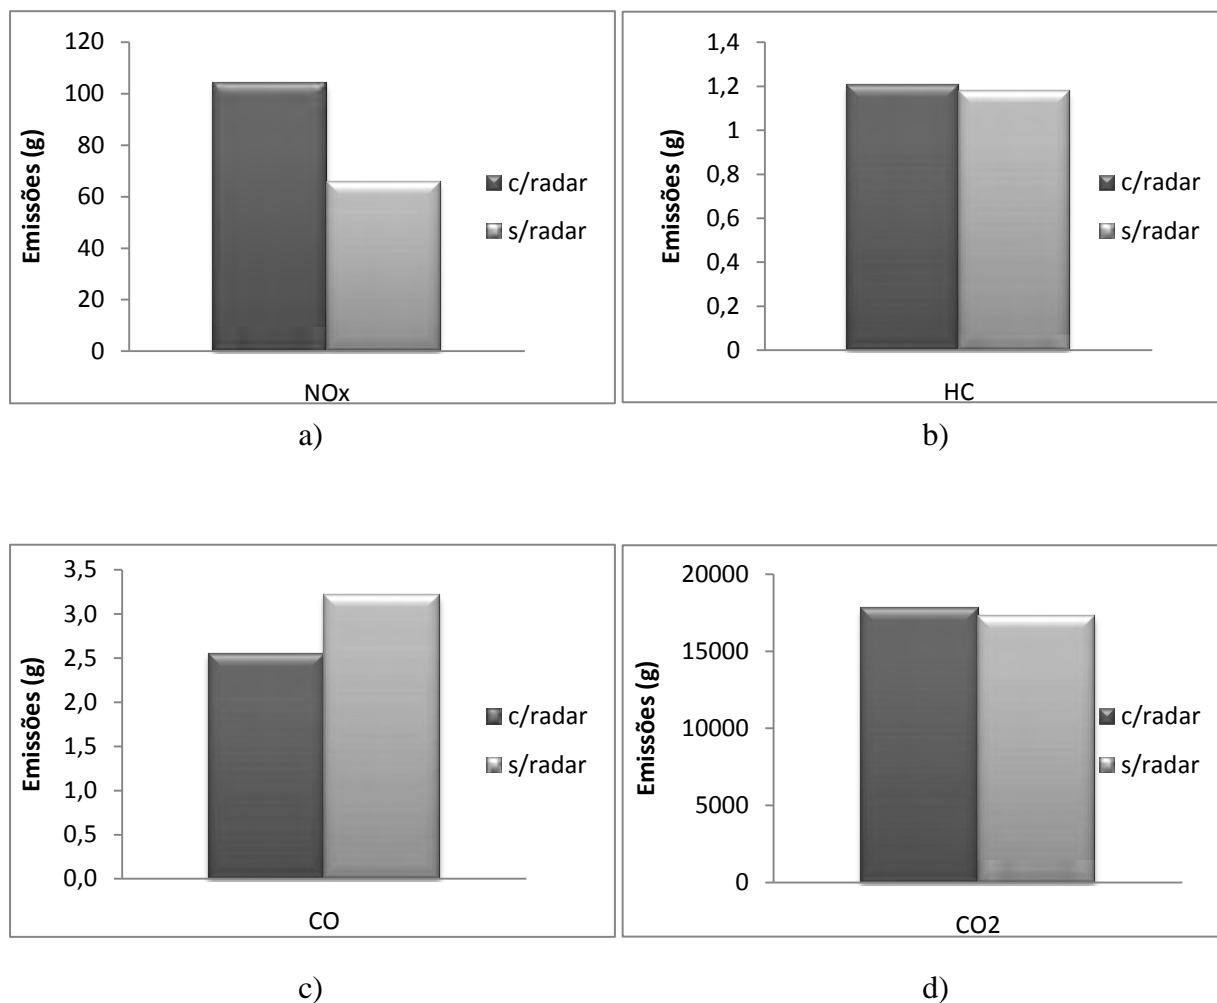 120
100
80
60
40
20
0
Emissões (g)
NOx
c/radar
s/radar
a)
1,4
1,2
1
0,8
0,6
0,4
0,2
0
Emissões (g)
HC
c/radar
s/radar
b)
3,5
3,0
2,5
2,0
1,5
1,0
0,5
0,0
Emissões (g)
CO
c/radar
s/radar
c)
20000
15000
10000
5000
0
Emissões (g)
CO2
c/radar
s/radar
d)